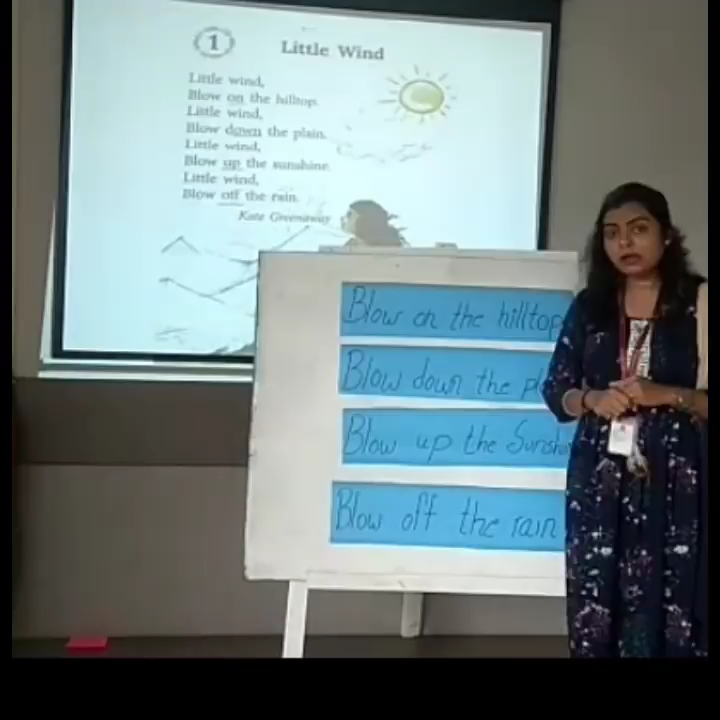 1
Little Wind
Little wind,
Blow on the hilltop.
Little wind,
Blow down the plain.
Little wind,
Blow up the sunshine.
Little wind,
Blow off the rain.
Kate Greenaway
Blow on the hilltop
Blow down the pl
Blow up the Sunsh
Blow off the rain